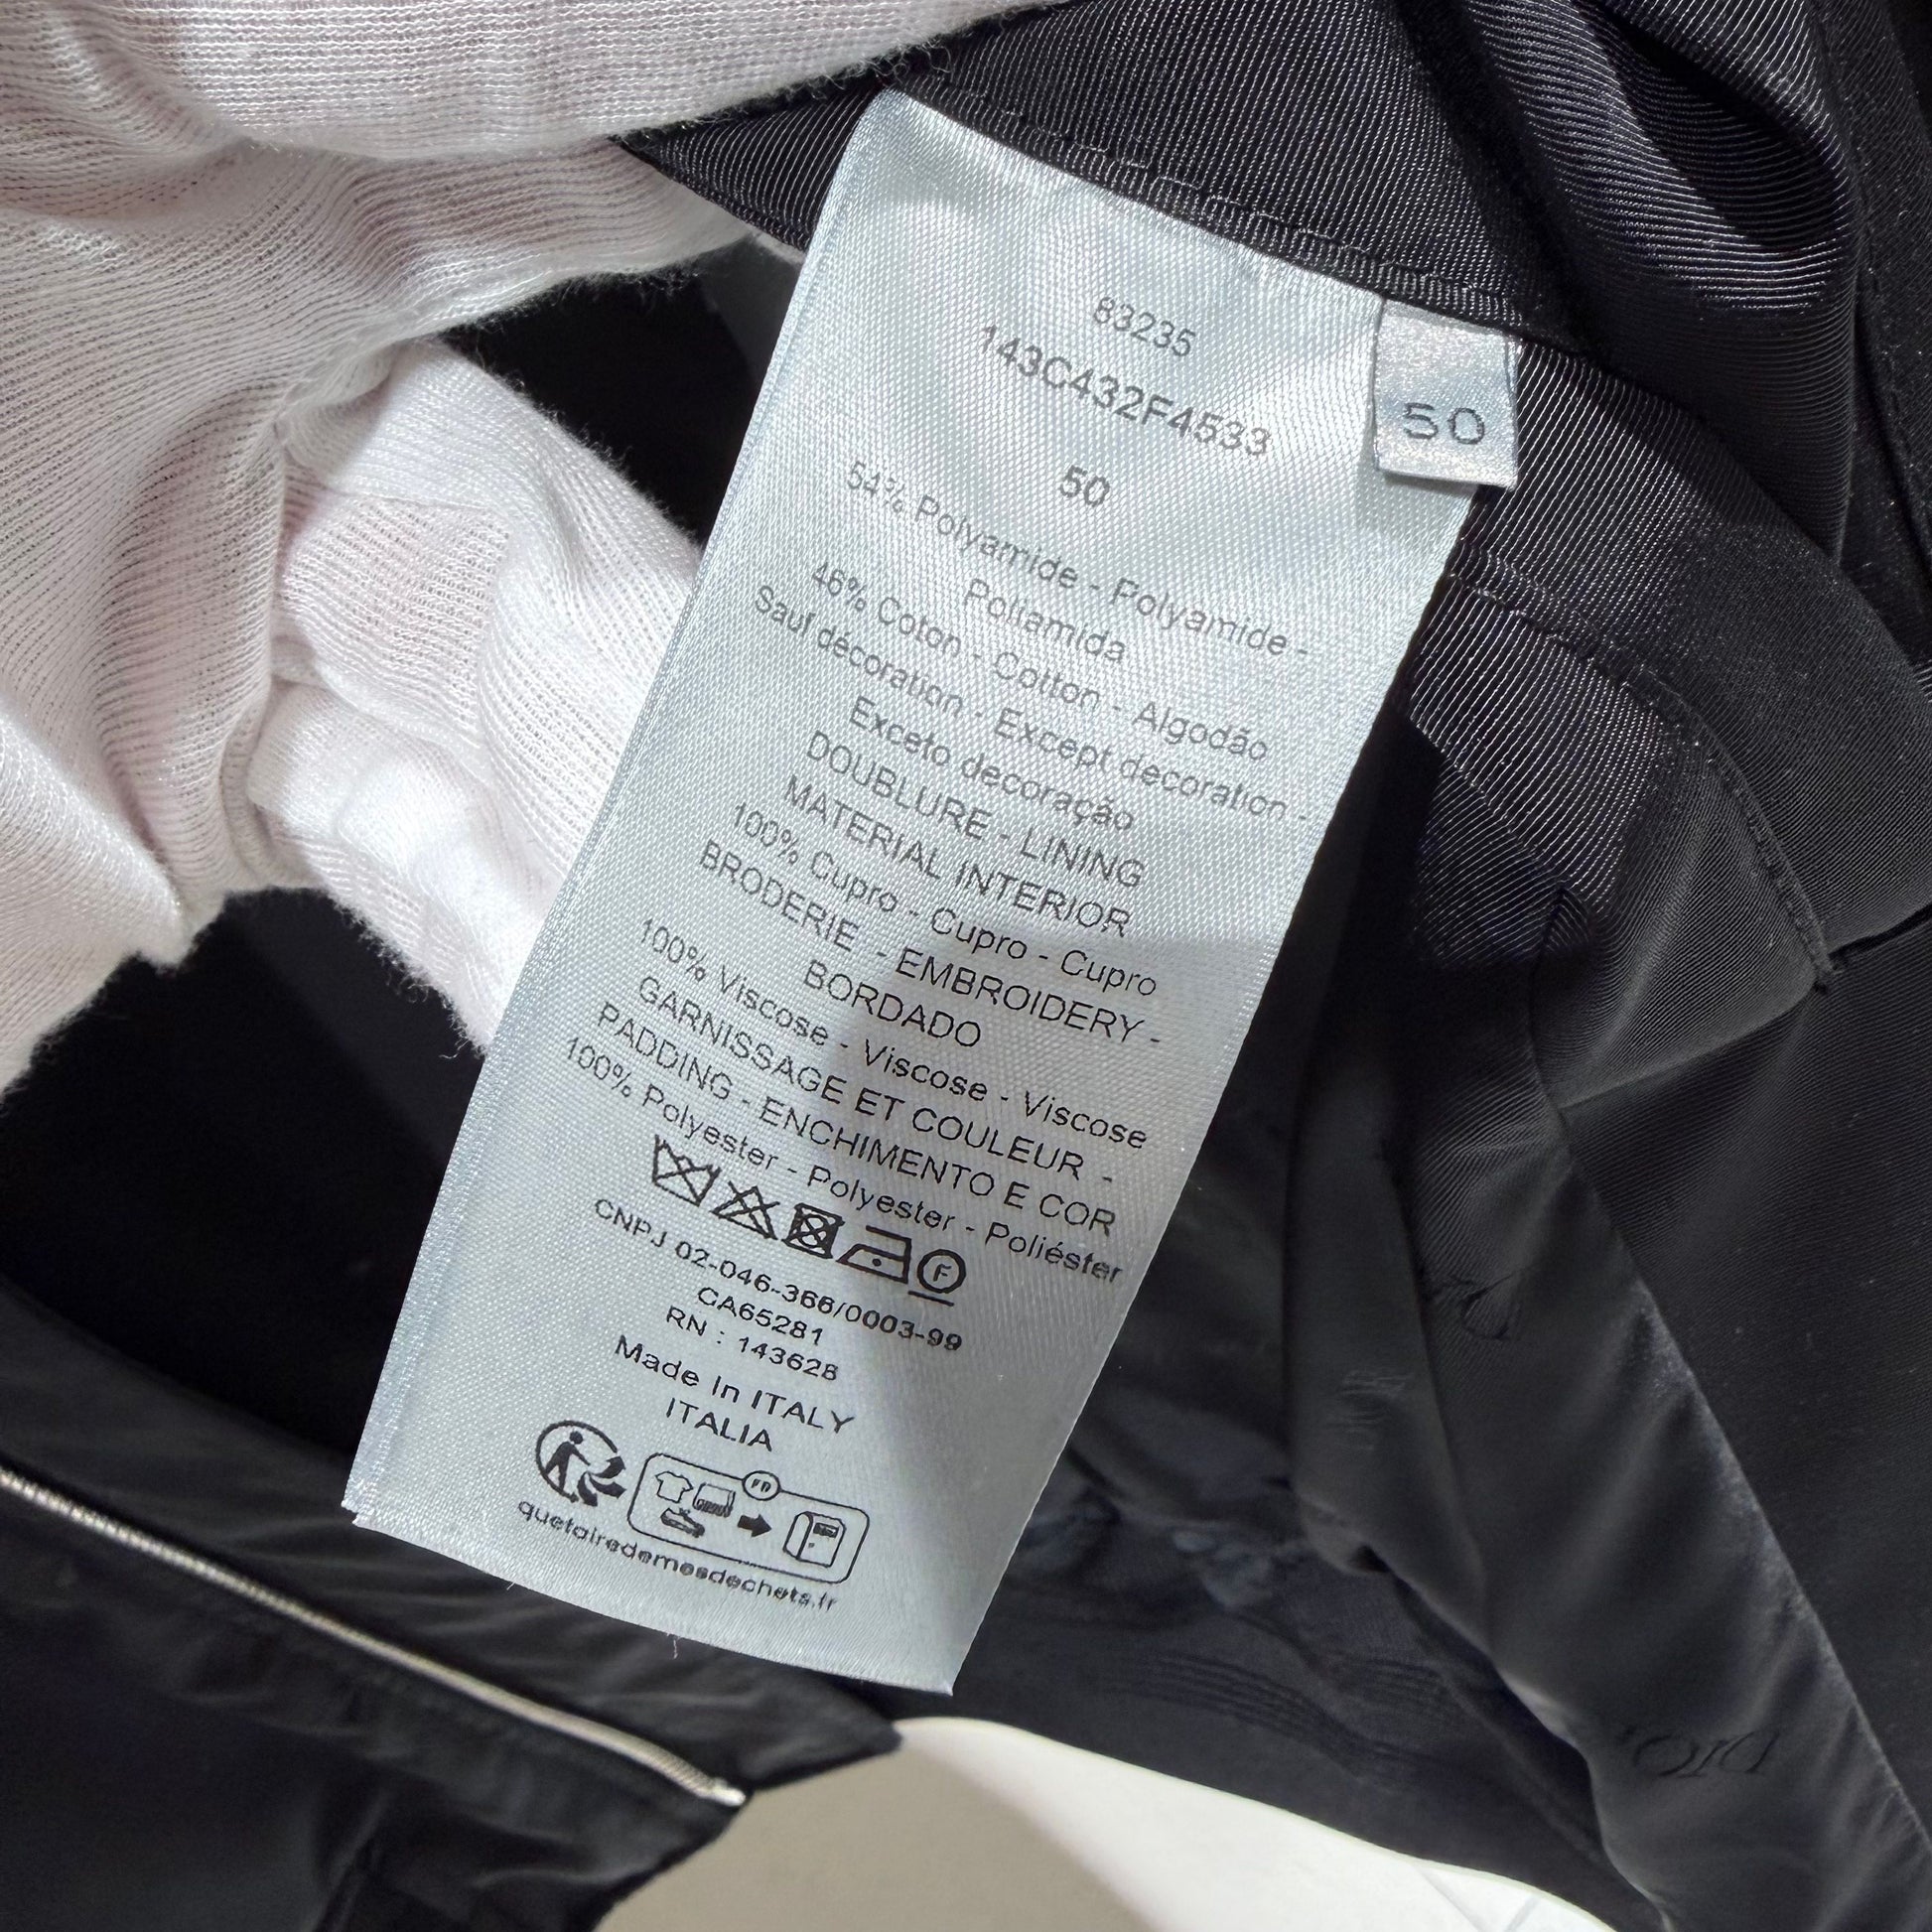 83235
143C432F4533
50
50
54% Polyamide - Polyamide -
Poliamida
46% Coton - Cotton - Algodão
Sauf décoration - Except decoration -
Exceto decoração
DOUBLURE - LINING
MATERIAL INTERIOR
100% Cupro - Cupro - Cupro
BRODERIE - EMBROIDERY -
BORDADO
100% Viscose - Viscose - Viscose
GARNISSAGE ET COULEUR -
PADDING - ENCHIMENTO E COR
100% Polyester - Polyester - Poliéster
F
CNPJ 02-046-366/0003-99
CA65281
RN : 143628
Made In ITALY
ITALIA
FR
quefairedemesdechets.fr
DIOR